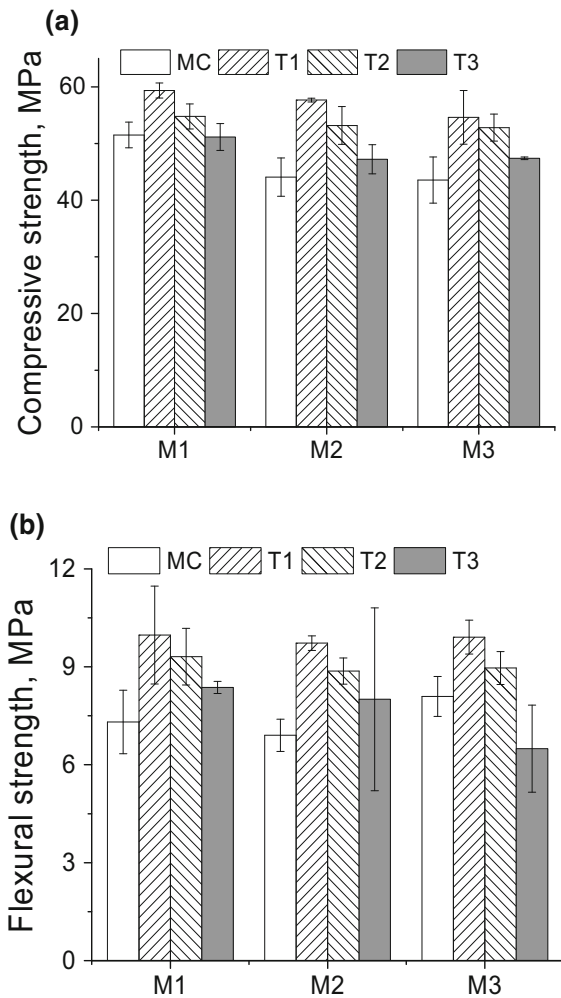 (a)
MC T1 T2 T3
Compressive strength, MPa
60
40
20
0
M1 M2 M3
(b)
MC T1 T2 T3
Flexural strength, MPa
12
9
6
3
0
M1 M2 M3